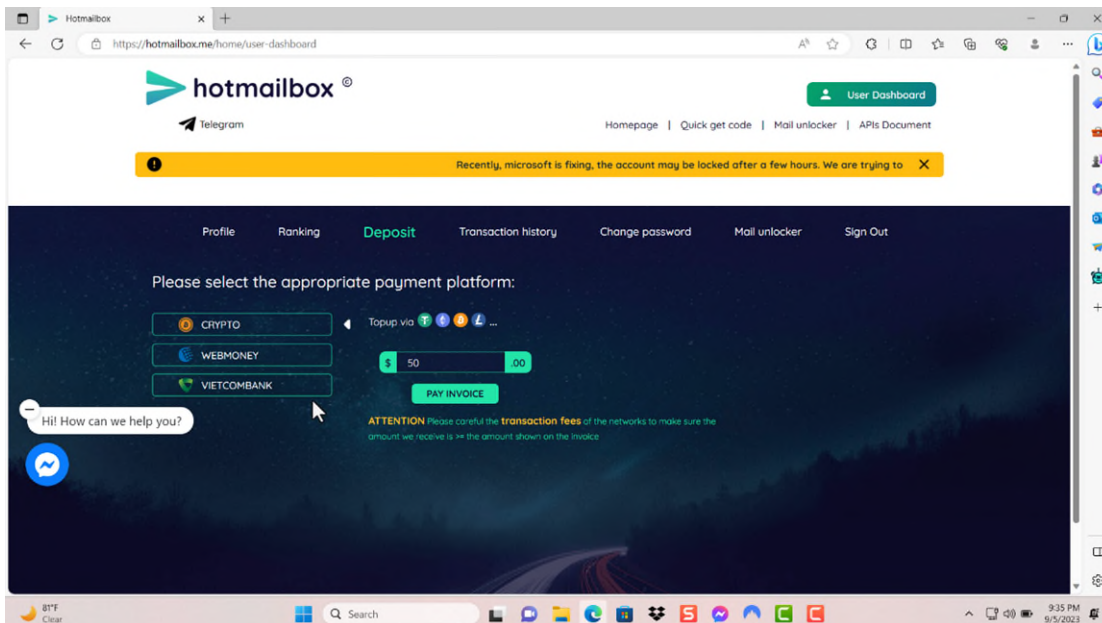 Hotmailbox
https://hotmailbox.me/home/user-dashboard
hotmailbox ©
User Dashboard
Telegram
Homepage | Quick get code | Mail unlocker | APIs Document
Recently, microsoft is fixing, the account may be locked after a few hours. We are trying to
Profile Ranking Deposit Transaction history Change password Mail unlocker Sign Out
Please select the appropriate payment platform:
CRYPTO
WEBMONEY
VIETCOMBANK
Topup via ...
$ 50 .00
PAY INVOICE
ATTENTION Please careful the transaction fees of the networks to make sure the
amount we receive is >= the amount shown on the invoice
Hi! How can we help you?
81°F
Clear
Search
9:35 PM
9/5/2023